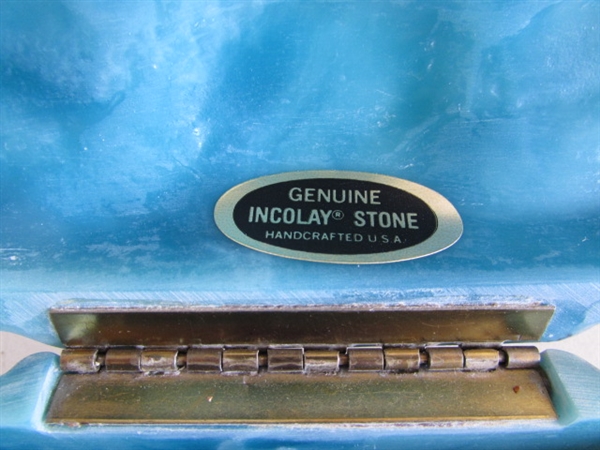 GENUINE
INCOLAY® STONE
HANDCRAFTED U.S.A.